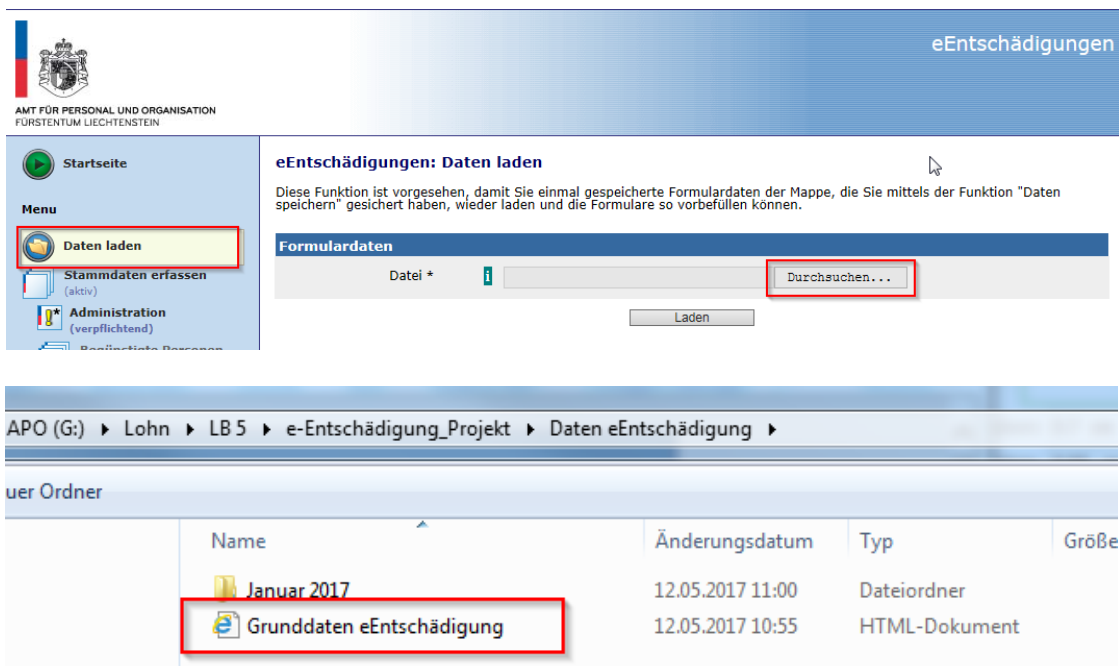 eEntschädigungen
AMT FÜR PERSONAL UND ORGANISATION
FÜRSTENTUM LIECHTENSTEIN
Startseite
Menu
Daten laden
Stammdaten erfassen
(aktiv)
Administration
(verpflichtend)
Begünstigte Personen
eEntschädigungen: Daten laden
Diese Funktion ist vorgesehen, damit Sie einmal gespeicherte Formulardaten der Mappe, die Sie mittels der Funktion "Daten
speichern" gesichert haben, wieder laden und die Formulare so vorbefüllen können.
Formulardaten
Datei * i Durchsuchen...
Laden
APO (G:) ▸ Lohn ▸ LB 5 ▸ e-Entschädigung_Projekt ▸ Daten eEntschädigung ▸
uer Ordner
Name Änderungsdatum Typ Größe
Januar 2017 12.05.2017 11:00 Dateiordner
Grunddaten eEntschädigung 12.05.2017 10:55 HTML-Dokument